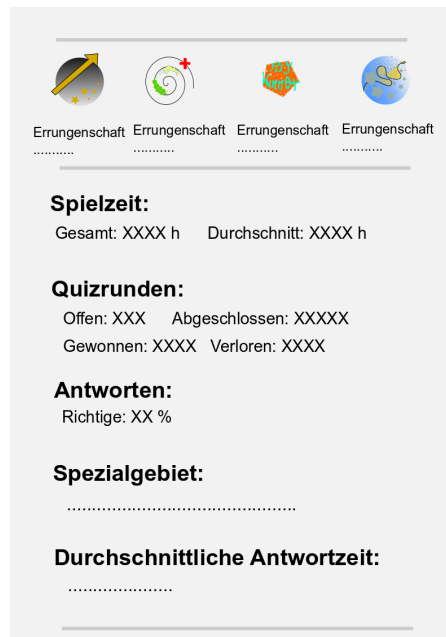 Errungenschaft Errungenschaft Errungenschaft Errungenschaft
........... ........... ........... ...........
Spielzeit:
Gesamt: XXXX h Durchschnitt: XXXX h
Quizrunden:
Offen: XXX Abgeschlossen: XXXXX
Gewonnen: XXXX Verloren: XXXX
Antworten:
Richtige: XX %
Spezialgebiet:
..............................................
Durchschnittliche Antwortzeit:
.....................